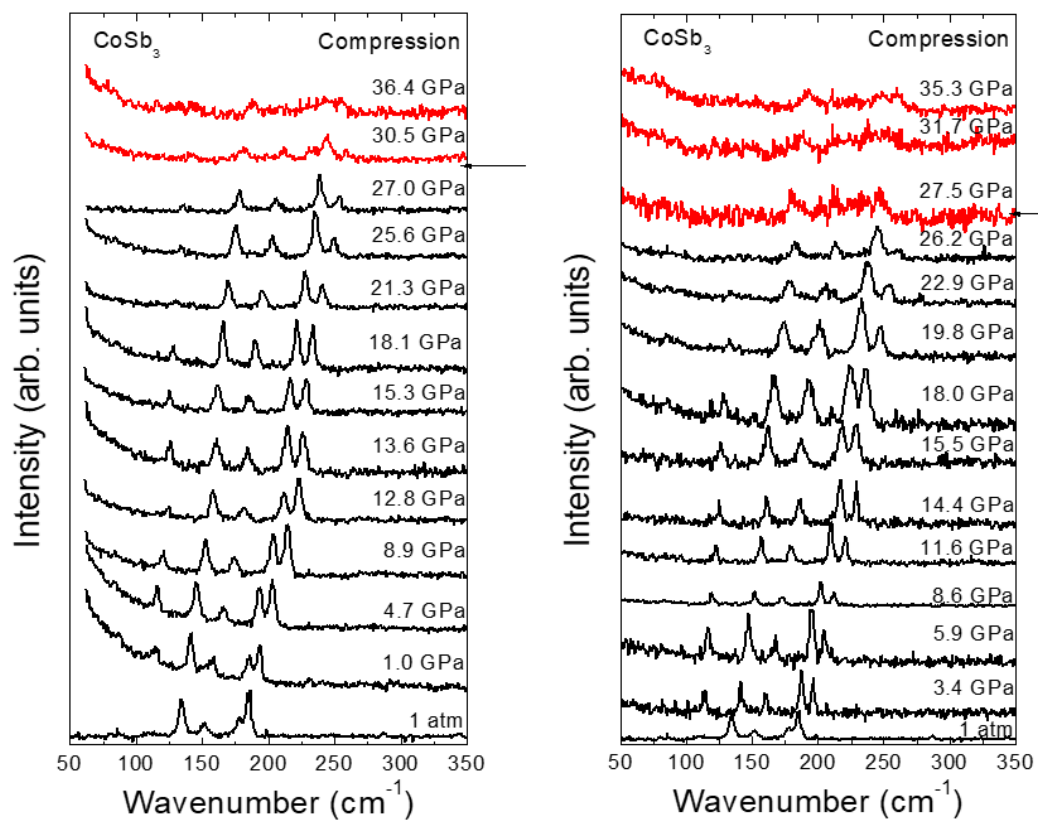 CoSb3 Compression
36.4 GPa
30.5 GPa
27.0 GPa
25.6 GPa
21.3 GPa
18.1 GPa
15.3 GPa
13.6 GPa
12.8 GPa
8.9 GPa
4.7 GPa
1.0 GPa
1 atm
50 100 150 200 250 300 350
Wavenumber (cm-1)
Intensity (arb. units)
CoSb3 Compression
35.3 GPa
31.7 GPa
27.5 GPa
26.2 GPa
22.9 GPa
19.8 GPa
18.0 GPa
15.5 GPa
14.4 GPa
11.6 GPa
8.6 GPa
5.9 GPa
3.4 GPa
1 atm
50 100 150 200 250 300 350
Wavenumber (cm-1)
Intensity (arb. units)